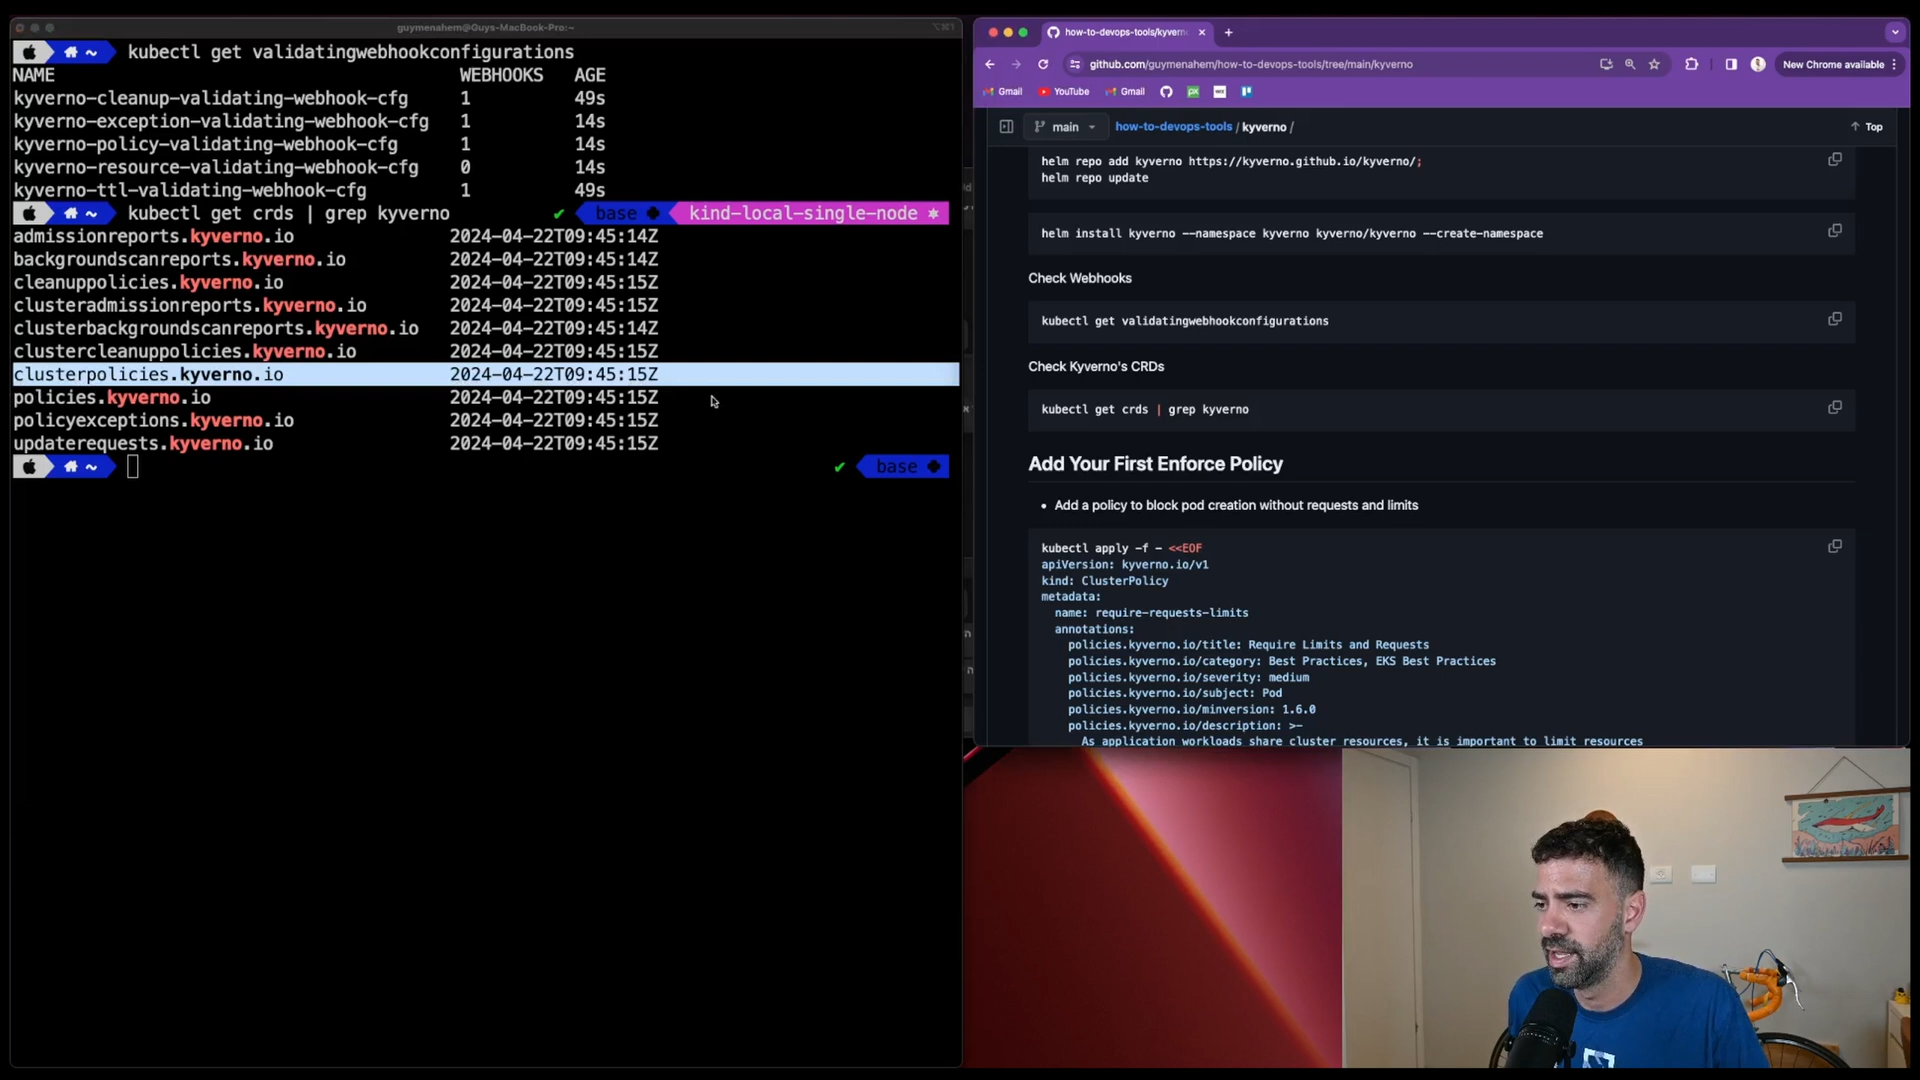 guymenahem@Guys-MacBook-Pro:~
⌥⌘1
~ kubectl get validatingwebhookconfigurations
NAME WEBHOOKS AGE
kyverno-cleanup-validating-webhook-cfg 1 49s
kyverno-exception-validating-webhook-cfg 1 14s
kyverno-policy-validating-webhook-cfg 1 14s
kyverno-resource-validating-webhook-cfg 0 14s
kyverno-ttl-validating-webhook-cfg 1 49s
~ kubectl get crds | grep kyverno ✔ base kind-local-single-node
admissionreports.kyverno.io 2024-04-22T09:45:14Z
backgroundscanreports.kyverno.io 2024-04-22T09:45:14Z
cleanuppolicies.kyverno.io 2024-04-22T09:45:15Z
clusteradmissionreports.kyverno.io 2024-04-22T09:45:15Z
clusterbackgroundscanreports.kyverno.io 2024-04-22T09:45:14Z
clustercleanuppolicies.kyverno.io 2024-04-22T09:45:15Z
clusterpolicies.kyverno.io 2024-04-22T09:45:15Z
policies.kyverno.io 2024-04-22T09:45:15Z
policyexceptions.kyverno.io 2024-04-22T09:45:15Z
updaterequests.kyverno.io 2024-04-22T09:45:15Z
~ ✔ base
how-to-devops-tools/kyverno
github.com/guymenahem/how-to-devops-tools/tree/main/kyverno
New Chrome available
Gmail YouTube Gmail
main how-to-devops-tools / kyverno / Top
helm repo add kyverno https://kyverno.github.io/kyverno/;
helm repo update
helm install kyverno --namespace kyverno kyverno/kyverno --create-namespace
Check Webhooks
kubectl get validatingwebhookconfigurations
Check Kyverno's CRDs
kubectl get crds | grep kyverno
Add Your First Enforce Policy
• Add a policy to block pod creation without requests and limits
kubectl apply -f - <<EOF
apiVersion: kyverno.io/v1
kind: ClusterPolicy
metadata:
name: require-requests-limits
annotations:
policies.kyverno.io/title: Require Limits and Requests
policies.kyverno.io/category: Best Practices, EKS Best Practices
policies.kyverno.io/severity: medium
policies.kyverno.io/subject: Pod
policies.kyverno.io/minversion: 1.6.0
policies.kyverno.io/description: >-
As application workloads share cluster resources, it is important to limit resources